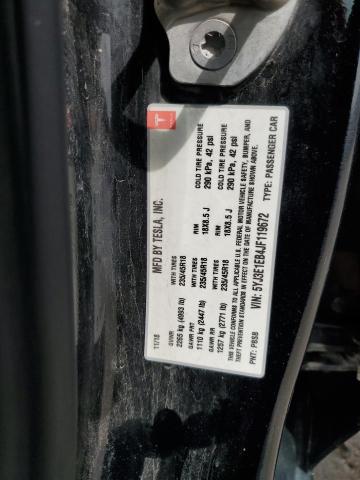 TESLA
MFD BY TESLA, INC.
11/18
GVWR
2265 kg (4993 lb)
GAWR FRT
1110 kg (2447 lb) WITH TIRES 235/45R18 RIM 18X8.5 J COLD TIRE PRESSURE 290 kPa, 42 psi
GAWR RR
1257 kg (2771 lb) WITH TIRES 235/45R18 RIM 18X8.5 J COLD TIRE PRESSURE 290 kPa, 42 psi
THIS VEHICLE CONFORMS TO ALL APPLICABLE U.S. FEDERAL MOTOR VEHICLE SAFETY, BUMPER, AND
THEFT PREVENTION STANDARDS IN EFFECT ON THE DATE OF MANUFACTURE SHOWN ABOVE.
VIN: 5YJ3E1EB4JF119672 TYPE: PASSENGER CAR
PNT: PBSB